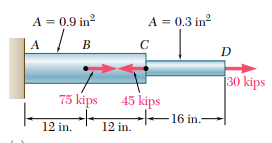 A = 0.9 in²
A = 0.3 in²
A
B
C
D
75 kips
45 kips
30 kips
12 in.
12 in.
16 in.